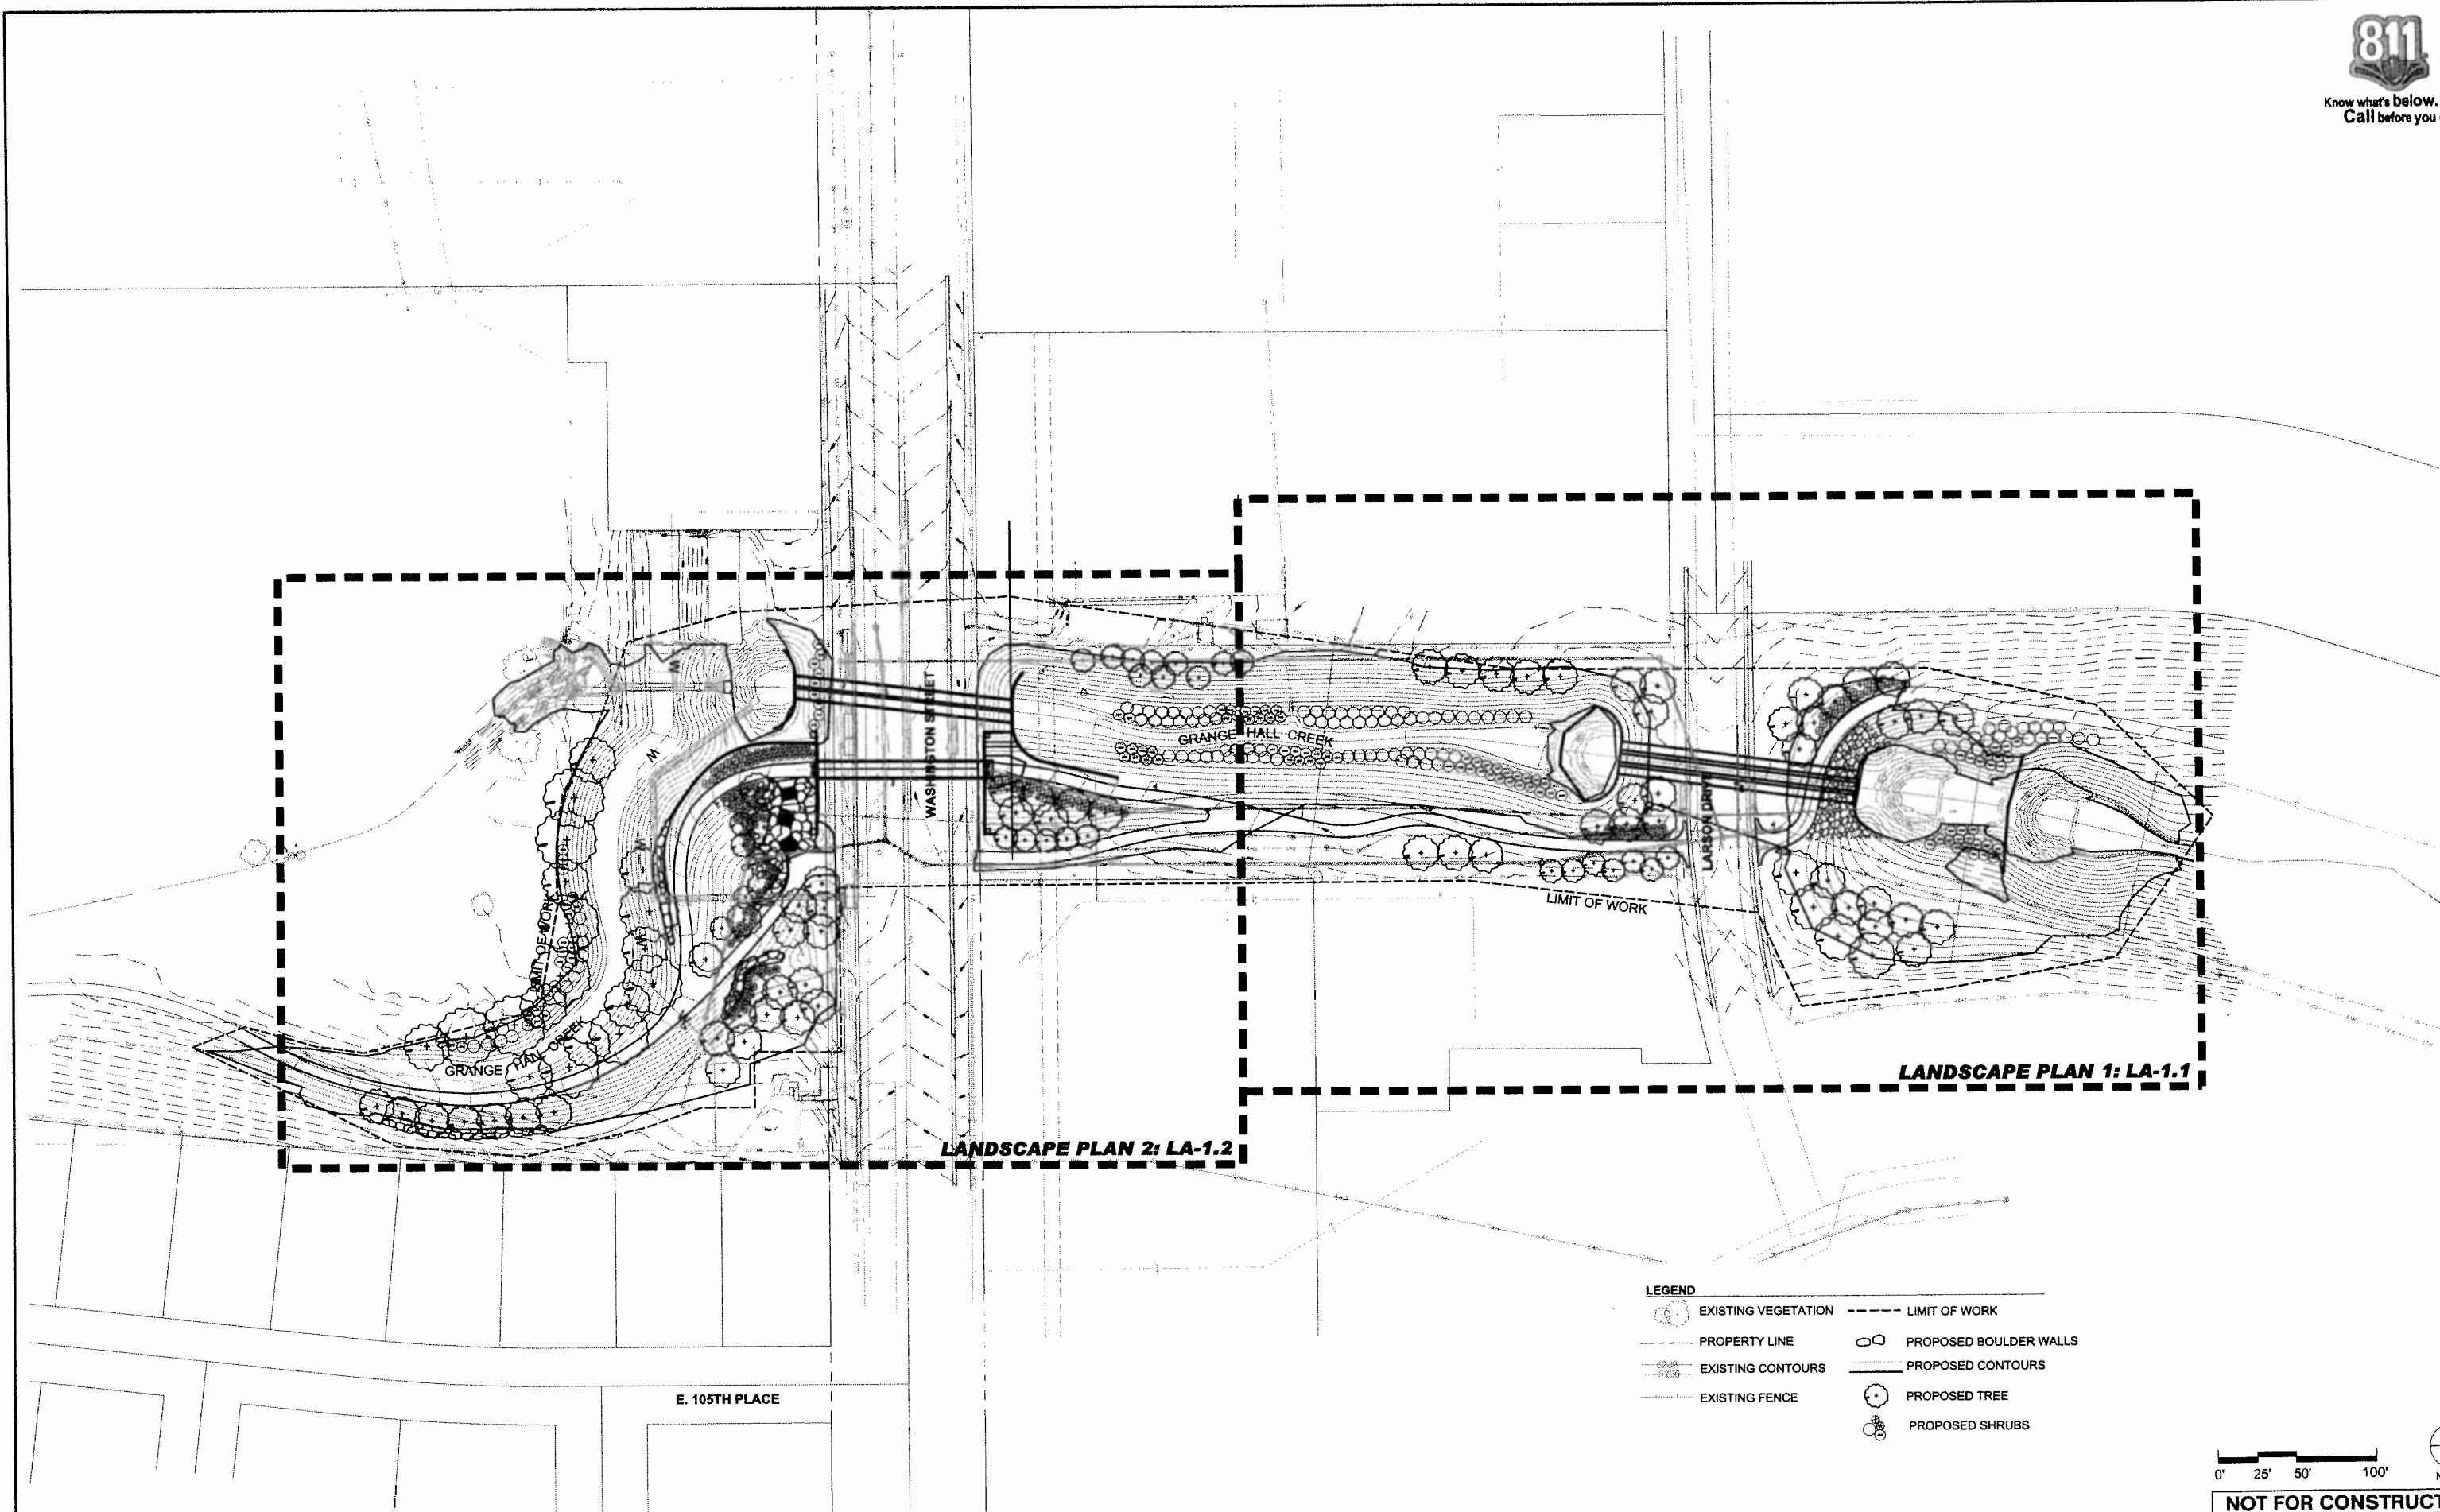 811
Know what's below.
Call before you
WASHINGTON STREET
GRANGE HALL CREEK
LIMIT OF WORK
LIMIT OF WORK
GRANGE HALL CREEK
W
W
W
W
LANDSCAPE PLAN 1: LA-1.1
LANDSCAPE PLAN 2: LA-1.2
E. 105TH PLACE
LEGEND
EXISTING VEGETATION
LIMIT OF WORK
PROPERTY LINE
PROPOSED BOULDER WALLS
EXISTING CONTOURS
PROPOSED CONTOURS
EXISTING FENCE
PROPOSED TREE
PROPOSED SHRUBS
0' 25' 50' 100'
NOT FOR CONSTRUCT